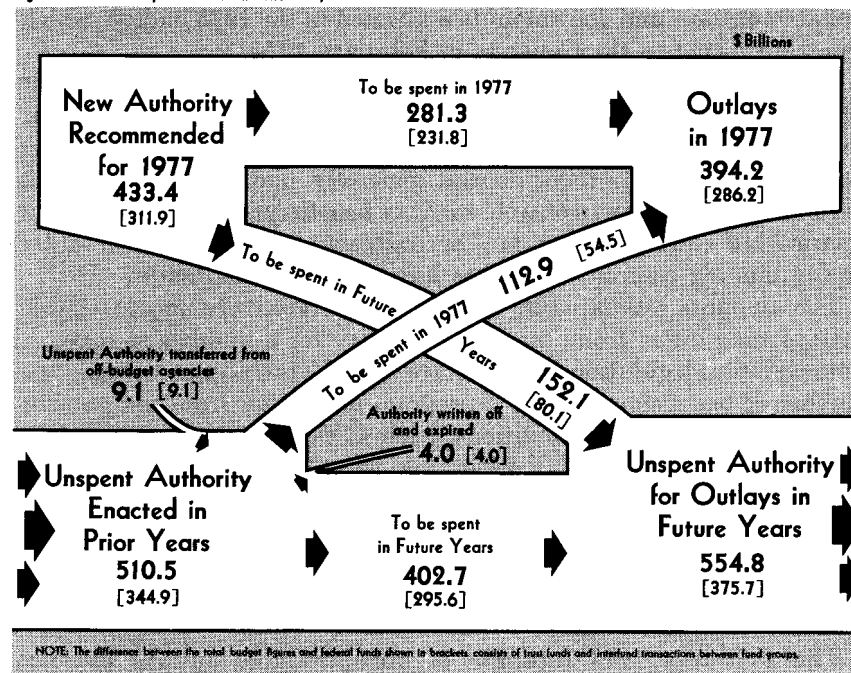 $ Billions
New Authority
Recommended
for 1977
433.4
[311.9]
To be spent in 1977
281.3
[231.8]
Outlays
in 1977
394.2
[286.2]
To be spent in Future Years
152.1
[80.1]
To be spent in 1977 112.9 [54.5]
Unspent Authority transferred from
off-budget agencies
9.1 [9.1]
Authority written off
and expired
4.0 [4.0]
Unspent Authority
Enacted in
Prior Years
510.5
[344.9]
To be spent
in Future Years
402.7
[295.6]
Unspent Authority
for Outlays in
Future Years
554.8
[375.7]
NOTE: The difference between the total budget figures and federal funds shown in brackets consists of trust funds and interfund transactions between fund groups.